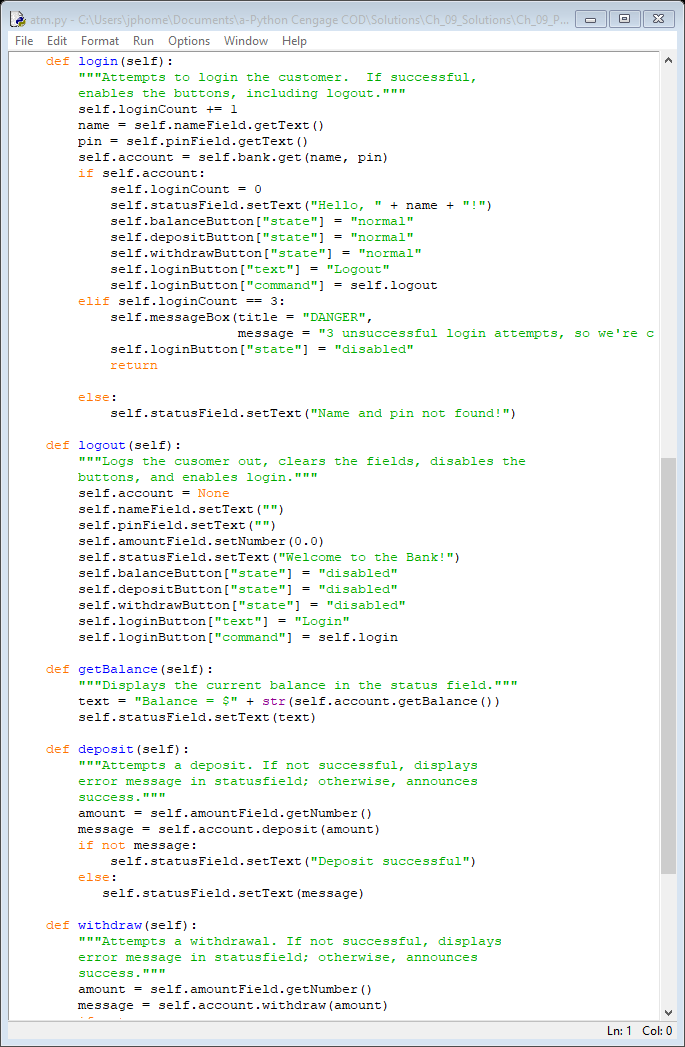 atm.py - C:\Users\jphome\Documents\a-Python Cengage COD\Solutions\Ch_09_Solutions\Ch_09_P...
File Edit Format Run Options Window Help
    def login(self):
        """Attempts to login the customer.  If successful,
        enables the buttons, including logout."""
        self.loginCount += 1
        name = self.nameField.getText()
        pin = self.pinField.getText()
        self.account = self.bank.get(name, pin)
        if self.account:
            self.loginCount = 0
            self.statusField.setText("Hello, " + name + "!")
            self.balanceButton["state"] = "normal"
            self.depositButton["state"] = "normal"
            self.withdrawButton["state"] = "normal"
            self.loginButton["text"] = "Logout"
            self.loginButton["command"] = self.logout
        elif self.loginCount == 3:
            self.messageBox(title = "DANGER",
                            message = "3 unsuccessful login attempts, so we're c
            self.loginButton["state"] = "disabled"
            return

        else:
            self.statusField.setText("Name and pin not found!")

    def logout(self):
        """Logs the cusomer out, clears the fields, disables the
        buttons, and enables login."""
        self.account = None
        self.nameField.setText("")
        self.pinField.setText("")
        self.amountField.setNumber(0.0)
        self.statusField.setText("Welcome to the Bank!")
        self.balanceButton["state"] = "disabled"
        self.depositButton["state"] = "disabled"
        self.withdrawButton["state"] = "disabled"
        self.loginButton["text"] = "Login"
        self.loginButton["command"] = self.login

    def getBalance(self):
        """Displays the current balance in the status field."""
        text = "Balance = $" + str(self.account.getBalance())
        self.statusField.setText(text)

    def deposit(self):
        """Attempts a deposit. If not successful, displays
        error message in statusfield; otherwise, announces
        success."""
        amount = self.amountField.getNumber()
        message = self.account.deposit(amount)
        if not message:
            self.statusField.setText("Deposit successful")
        else:
           self.statusField.setText(message)

    def withdraw(self):
        """Attempts a withdrawal. If not successful, displays
        error message in statusfield; otherwise, announces
        success."""
        amount = self.amountField.getNumber()
        message = self.account.withdraw(amount)
Ln: 1 Col: 0